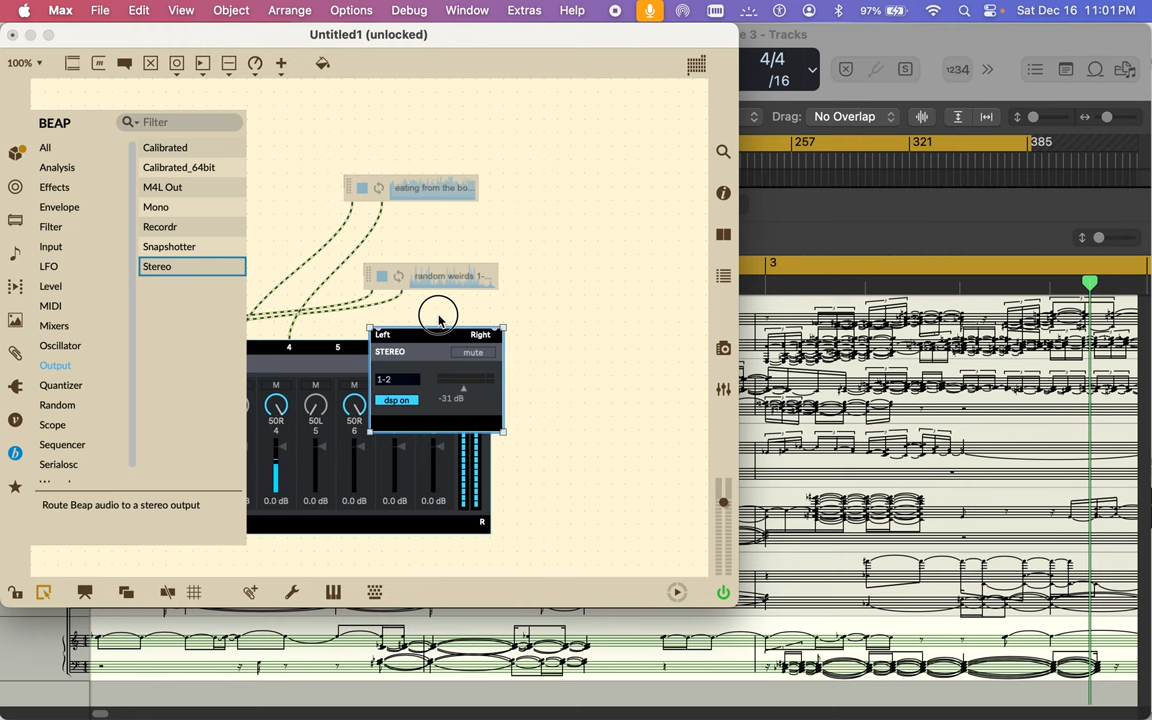 Max File Edit View Object Arrange Options Debug Window Extras Help 97% Sat Dec 16 11:01 PM
Untitled1 (unlocked)
e 3 - Tracks
100%
4/4
/16
1234
Drag: No Overlap
BEAP
Filter
257 321 385
All
Analysis
Effects
Envelope
Filter
Input
LFO
Level
MIDI
Mixers
Oscillator
Output
Quantizer
Random
Scope
Sequencer
Serialosc
Calibrated
Calibrated_64bit
M4L Out
Mono
Recordr
Snapshotter
Stereo
Route Beap audio to a stereo output
eating from the bo...
random weirds 1-...
3
Left Right
STEREO mute
1-2
dsp on -31 dB
4 5
M M M
50R 50L 50R
4 5 6
0.0 dB 0.0 dB 0.0 dB 0.0 dB 0.0 dB
R